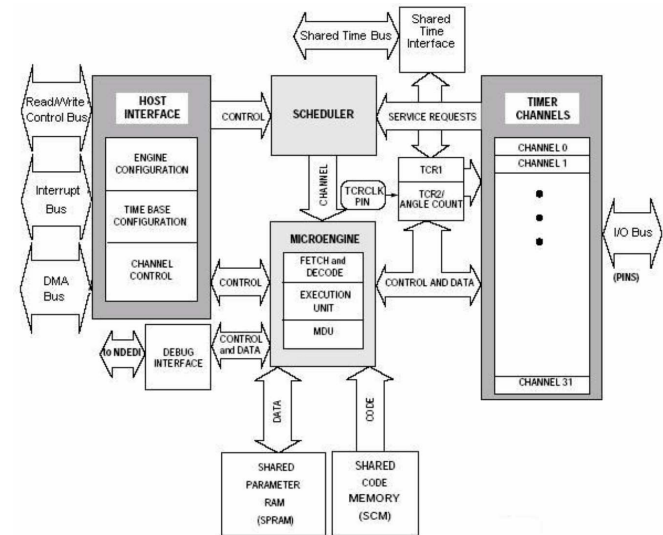 Shared Time Bus
Shared
Time
Interface
Read/Write
Control Bus
Interrupt
Bus
DMA
Bus
HOST
INTERFACE
ENGINE
CONFIGURATION
TIME BASE
CONFIGURATION
CHANNEL
CONTROL
CONTROL
SCHEDULER
SERVICE REQUESTS
CHANNEL
TCRCLK
PIN
TCR1
TCR2/
ANGLE COUNT
TIMER
CHANNELS
CHANNEL 0
CHANNEL 1
CHANNEL 31
I/O Bus
(PINS)
MICROENGINE
FETCH and
DECODE
EXECUTION
UNIT
MDU
CONTROL
CONTROL AND DATA
to NDEDI
DEBUG
INTERFACE
CONTROL
and DATA
DATA
CODE
SHARED
PARAMETER
RAM
(SPRAM)
SHARED
CODE
MEMORY
(SCM)